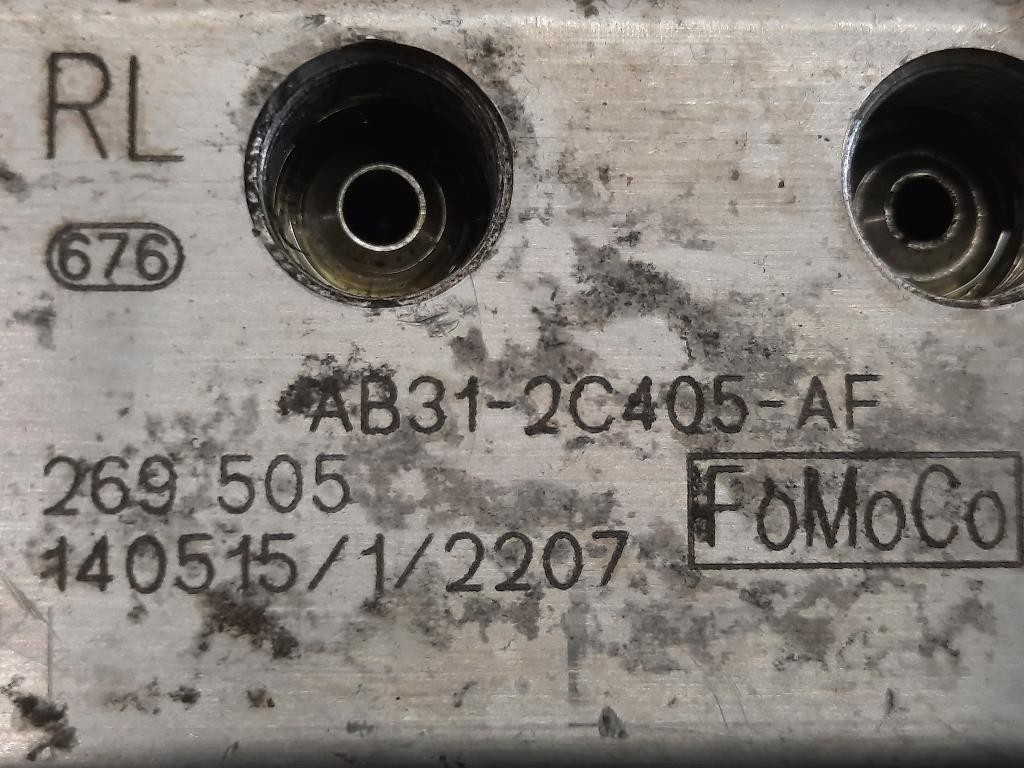 RL
676
AB31-2C405-AF
269 505
FoMoCo
140515/1/2207